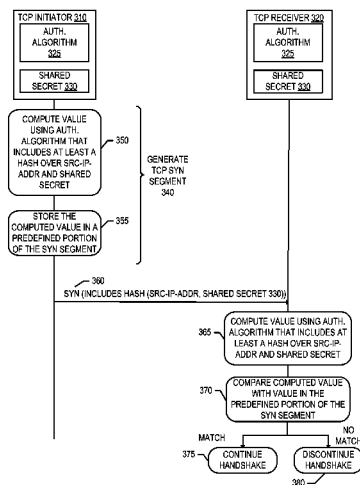 TCP INITIATOR 310
AUTH.
ALGORITHM
325
SHARED
SECRET 330
TCP RECEIVER 320
AUTH.
ALGORITHM
325
SHARED
SECRET 330
COMPUTE VALUE
USING AUTH.
ALGORITHM THAT
INCLUDES AT LEAST A
HASH OVER SRC-IP-
ADDR AND SHARED
SECRET
350
GENERATE
TCP SYN
SEGMENT
340
STORE THE
COMPUTED VALUE IN A
PREDEFINED PORTION
OF THE SYN SEGMENT
355
360
SYN (INCLUDES HASH (SRC-IP-ADDR, SHARED SECRET 330))
365
COMPUTE VALUE USING AUTH.
ALGORITHM THAT INCLUDES AT
LEAST A HASH OVER SRC-IP-
ADDR AND SHARED SECRET
370
COMPARE COMPUTED VALUE
WITH VALUE IN THE
PREDEFINED PORTION OF THE
SYN SEGMENT
MATCH
NO
MATCH
375
CONTINUE
HANDSHAKE
DISCONTINUE
HANDSHAKE
380